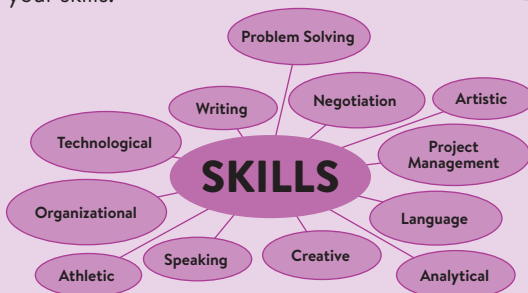 your skills.
Problem Solving
Writing
Negotiation
Artistic
Technological
Project
Management
SKILLS
Organizational
Language
Speaking
Creative
Athletic
Analytical